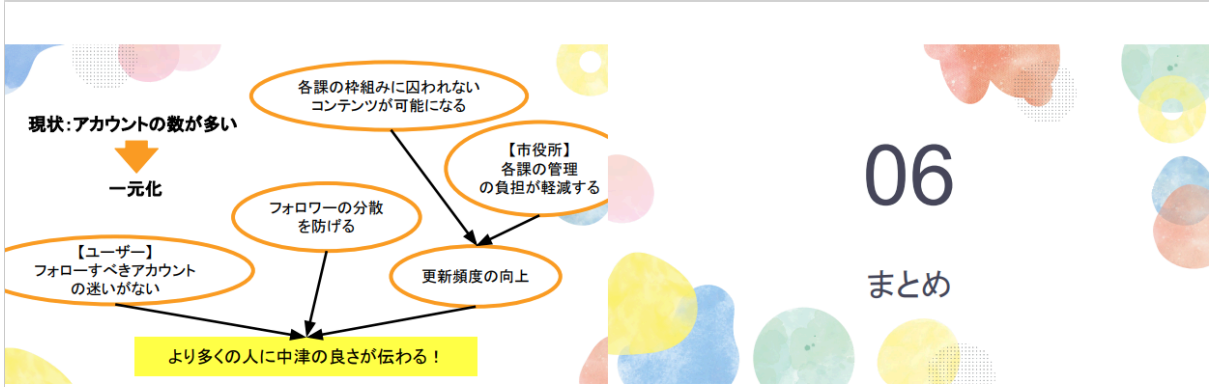 各課の枠組みに囚われない
コンテンツが可能になる
現状：アカウントの数が多い
一元化
【市役所】
各課の管理
の負担が軽減する
フォロワーの分散
を防げる
【ユーザー】
フォローすべきアカウント
の迷いがない
更新頻度の向上
より多くの人に中津の良さが伝わる！
06
まとめ